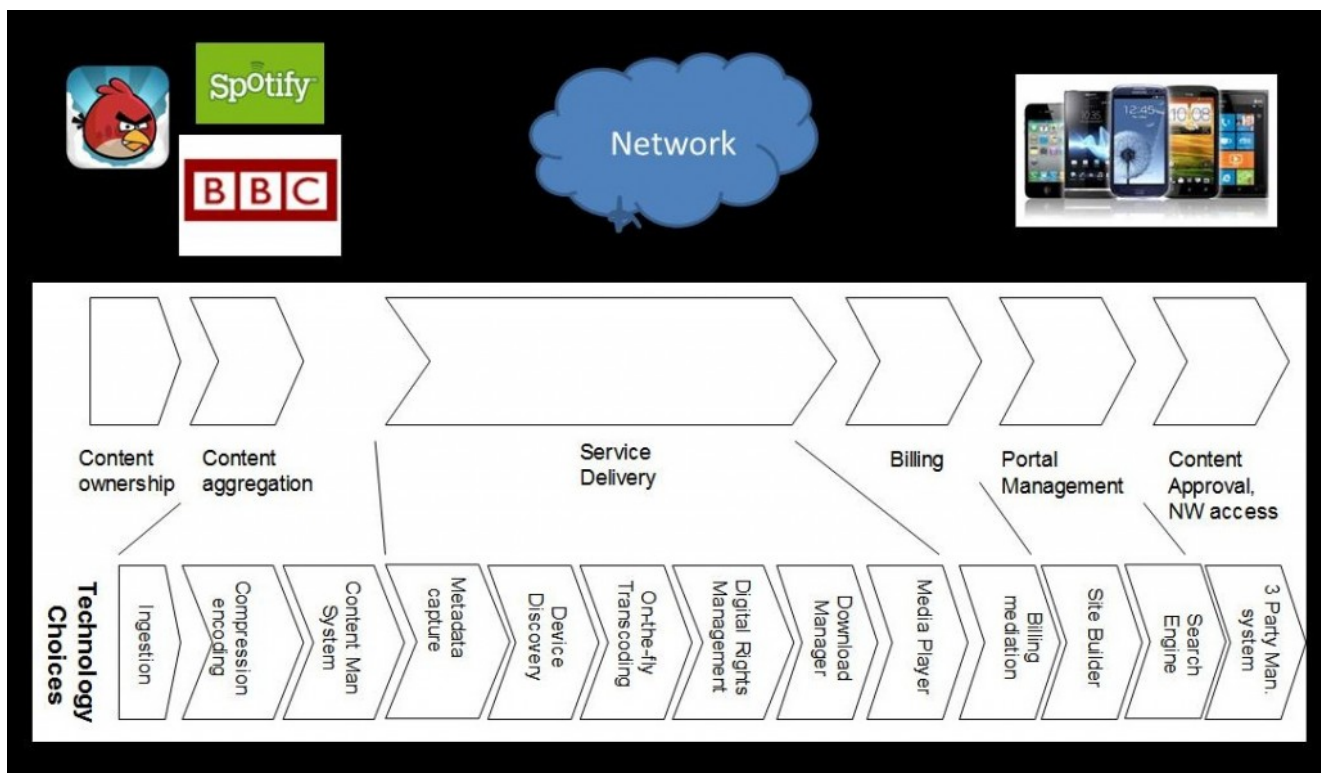 Spotify
BBC
Network
12:45
Content
ownership
Content
aggregation
Service
Delivery
Billing
Portal
Management
Content
Approval,
NW access
Technology
Choices
Ingestion
Compression
encoding
Content Man
System
Metadata
capture
Device
Discovery
On-the-fly
Transcoding
Digital Rights
Management
Download
Manager
Media Player
Billing
mediation
Site Builder
Search
Engine
3 Party Man.
system